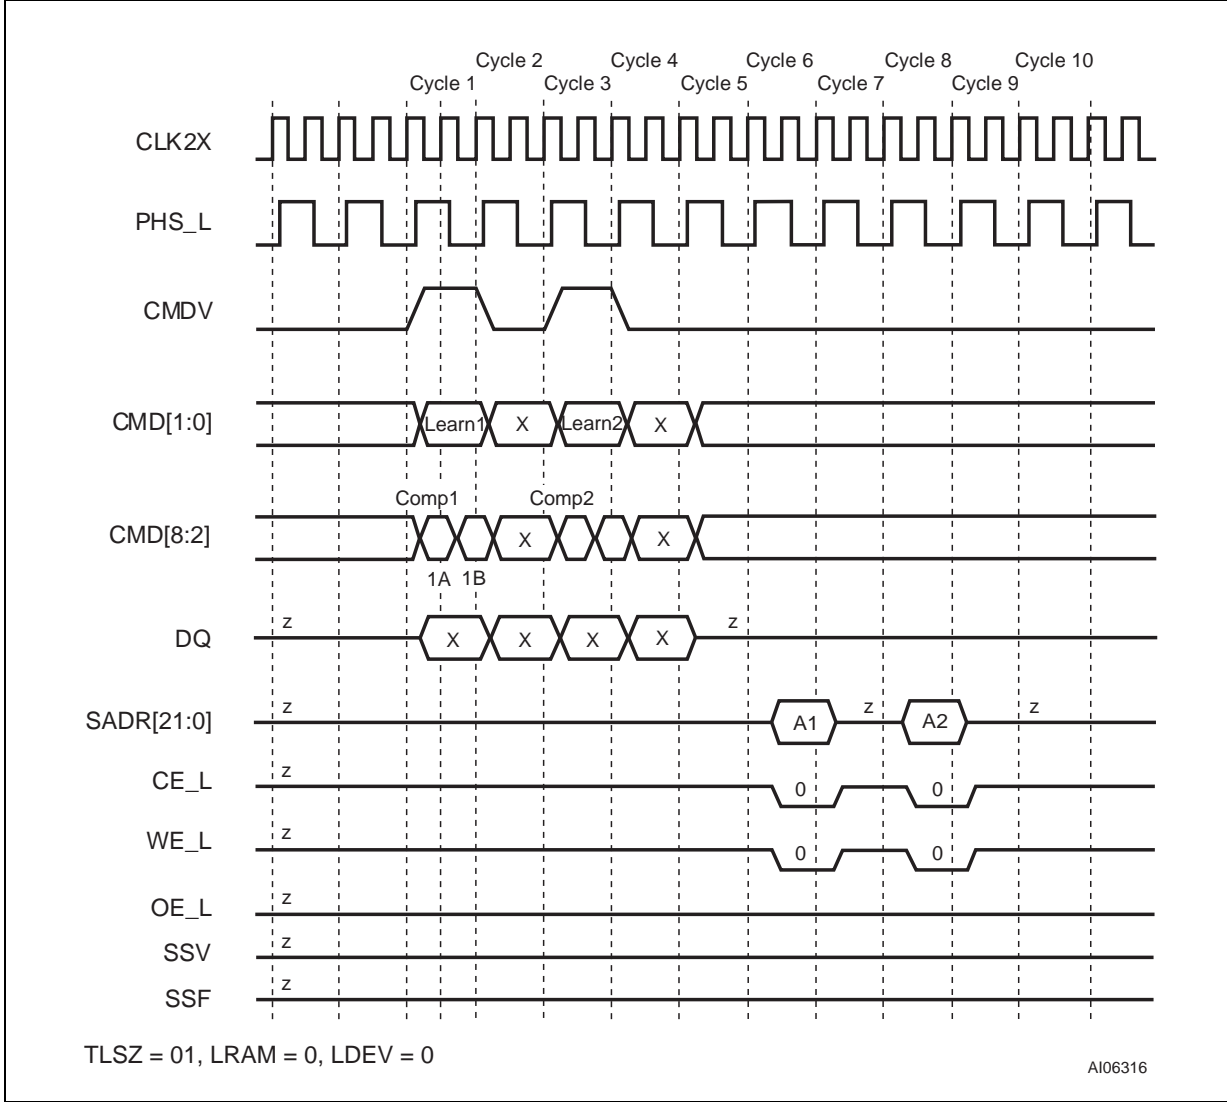 Cycle 2 Cycle 4 Cycle 6 Cycle 8 Cycle 10
Cycle 1 Cycle 3 Cycle 5 Cycle 7 Cycle 9
CLK2X
PHS_L
CMDV
CMD[1:0] Learn1 X Learn2 X
Comp1 Comp2
CMD[8:2] X X
1A 1B
DQ z X X X X z
SADR[21:0] z A1 z A2 z
CE_L z 0 0
WE_L z 0 0
OE_L z
SSV z
SSF z
TLSZ = 01, LRAM = 0, LDEV = 0
AI06316